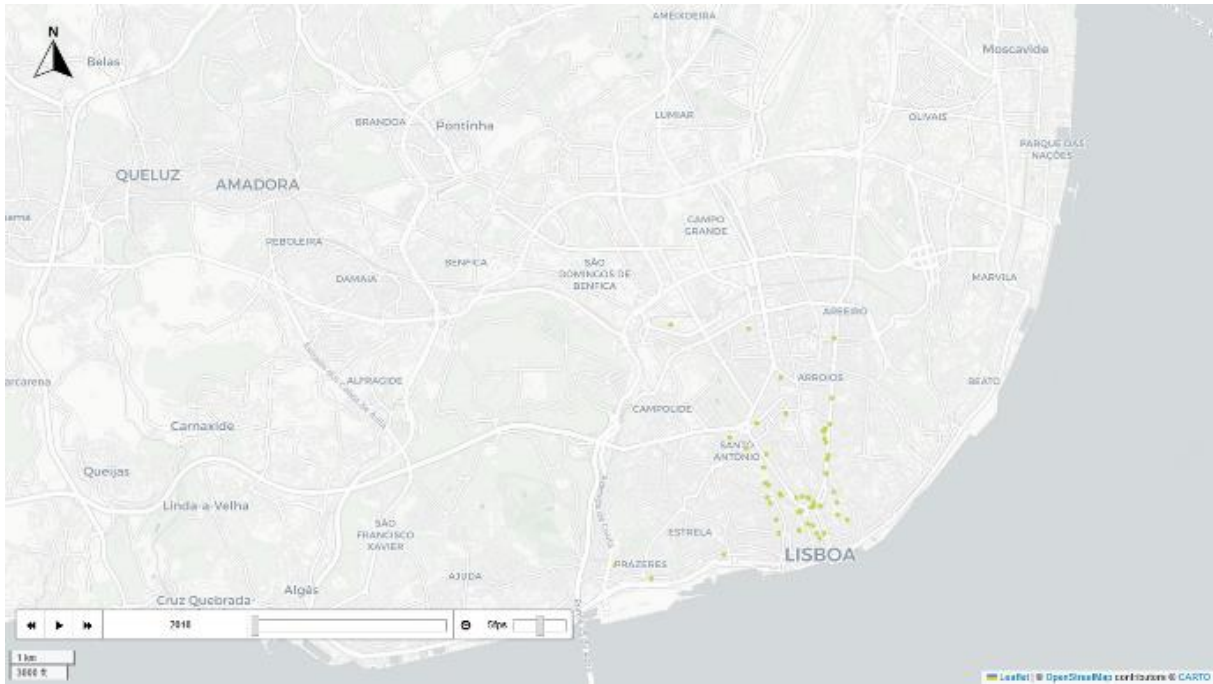 AMEIXOEIRA
N
Moscavide
Belas
LUMIAR
OLIVAIS
BRANDOA
Pontinha
PARQUE DAS
NAÇÕES
QUELUZ
AMADORA
CAMPO
GRANDE
REBOLEIRA
BENFICA
SÃO
DOMINGOS DE
BENFICA
DAMAIA
MARVILA
AREEIRO
ALFRAGIDE
ARROIOS
BEATO
arcarena
CAMPOLIDE
Carnaxide
SANTO
ANTÓNIO
Queijas
Linda-a-Velha
SÃO
FRANCISCO
XAVIER
ESTRELA
LISBOA
PRAZERES
AJUDA
Algés
Cruz Quebrada
5fps
1 km
3000 ft
Leaflet | © OpenStreetMap contributors © CARTO